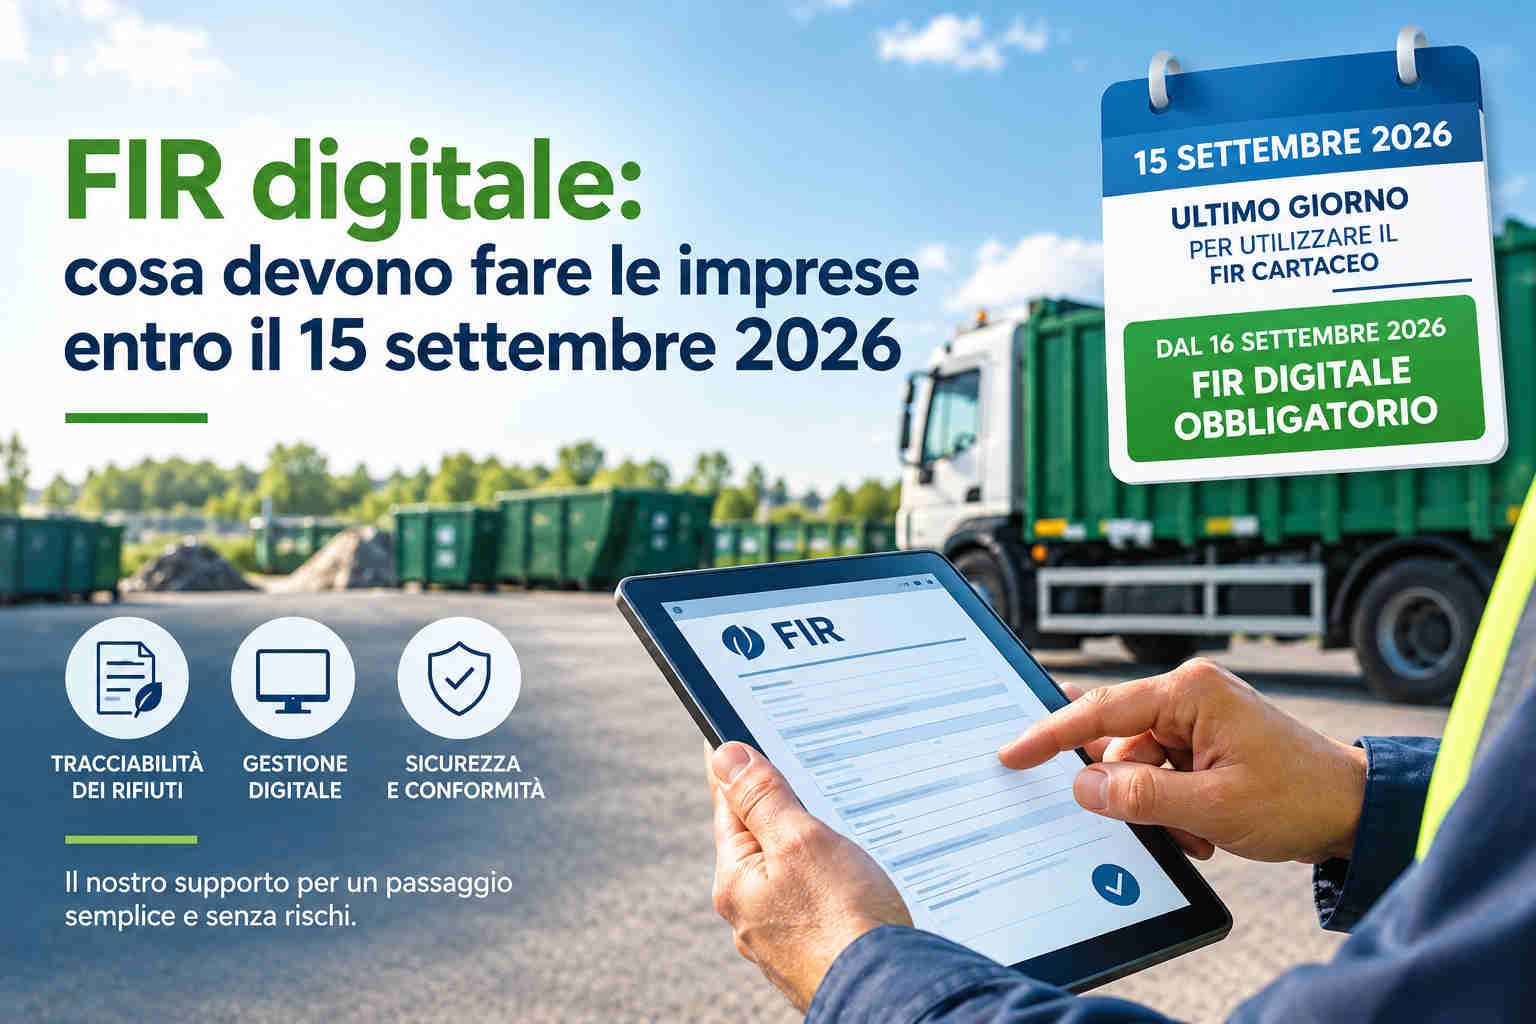 FIR digitale:
cosa devono fare le imprese
entro il 15 settembre 2026
15 SETTEMBRE 2026
ULTIMO GIORNO
PER UTILIZZARE IL
FIR CARTACEO
DAL 16 SETTEMBRE 2026
FIR DIGITALE
OBBLIGATORIO
FIR
TRACCIABILITÀ
DEI RIFIUTI
GESTIONE
DIGITALE
SICUREZZA
E CONFORMITÀ
Il nostro supporto per un passaggio
semplice e senza rischi.